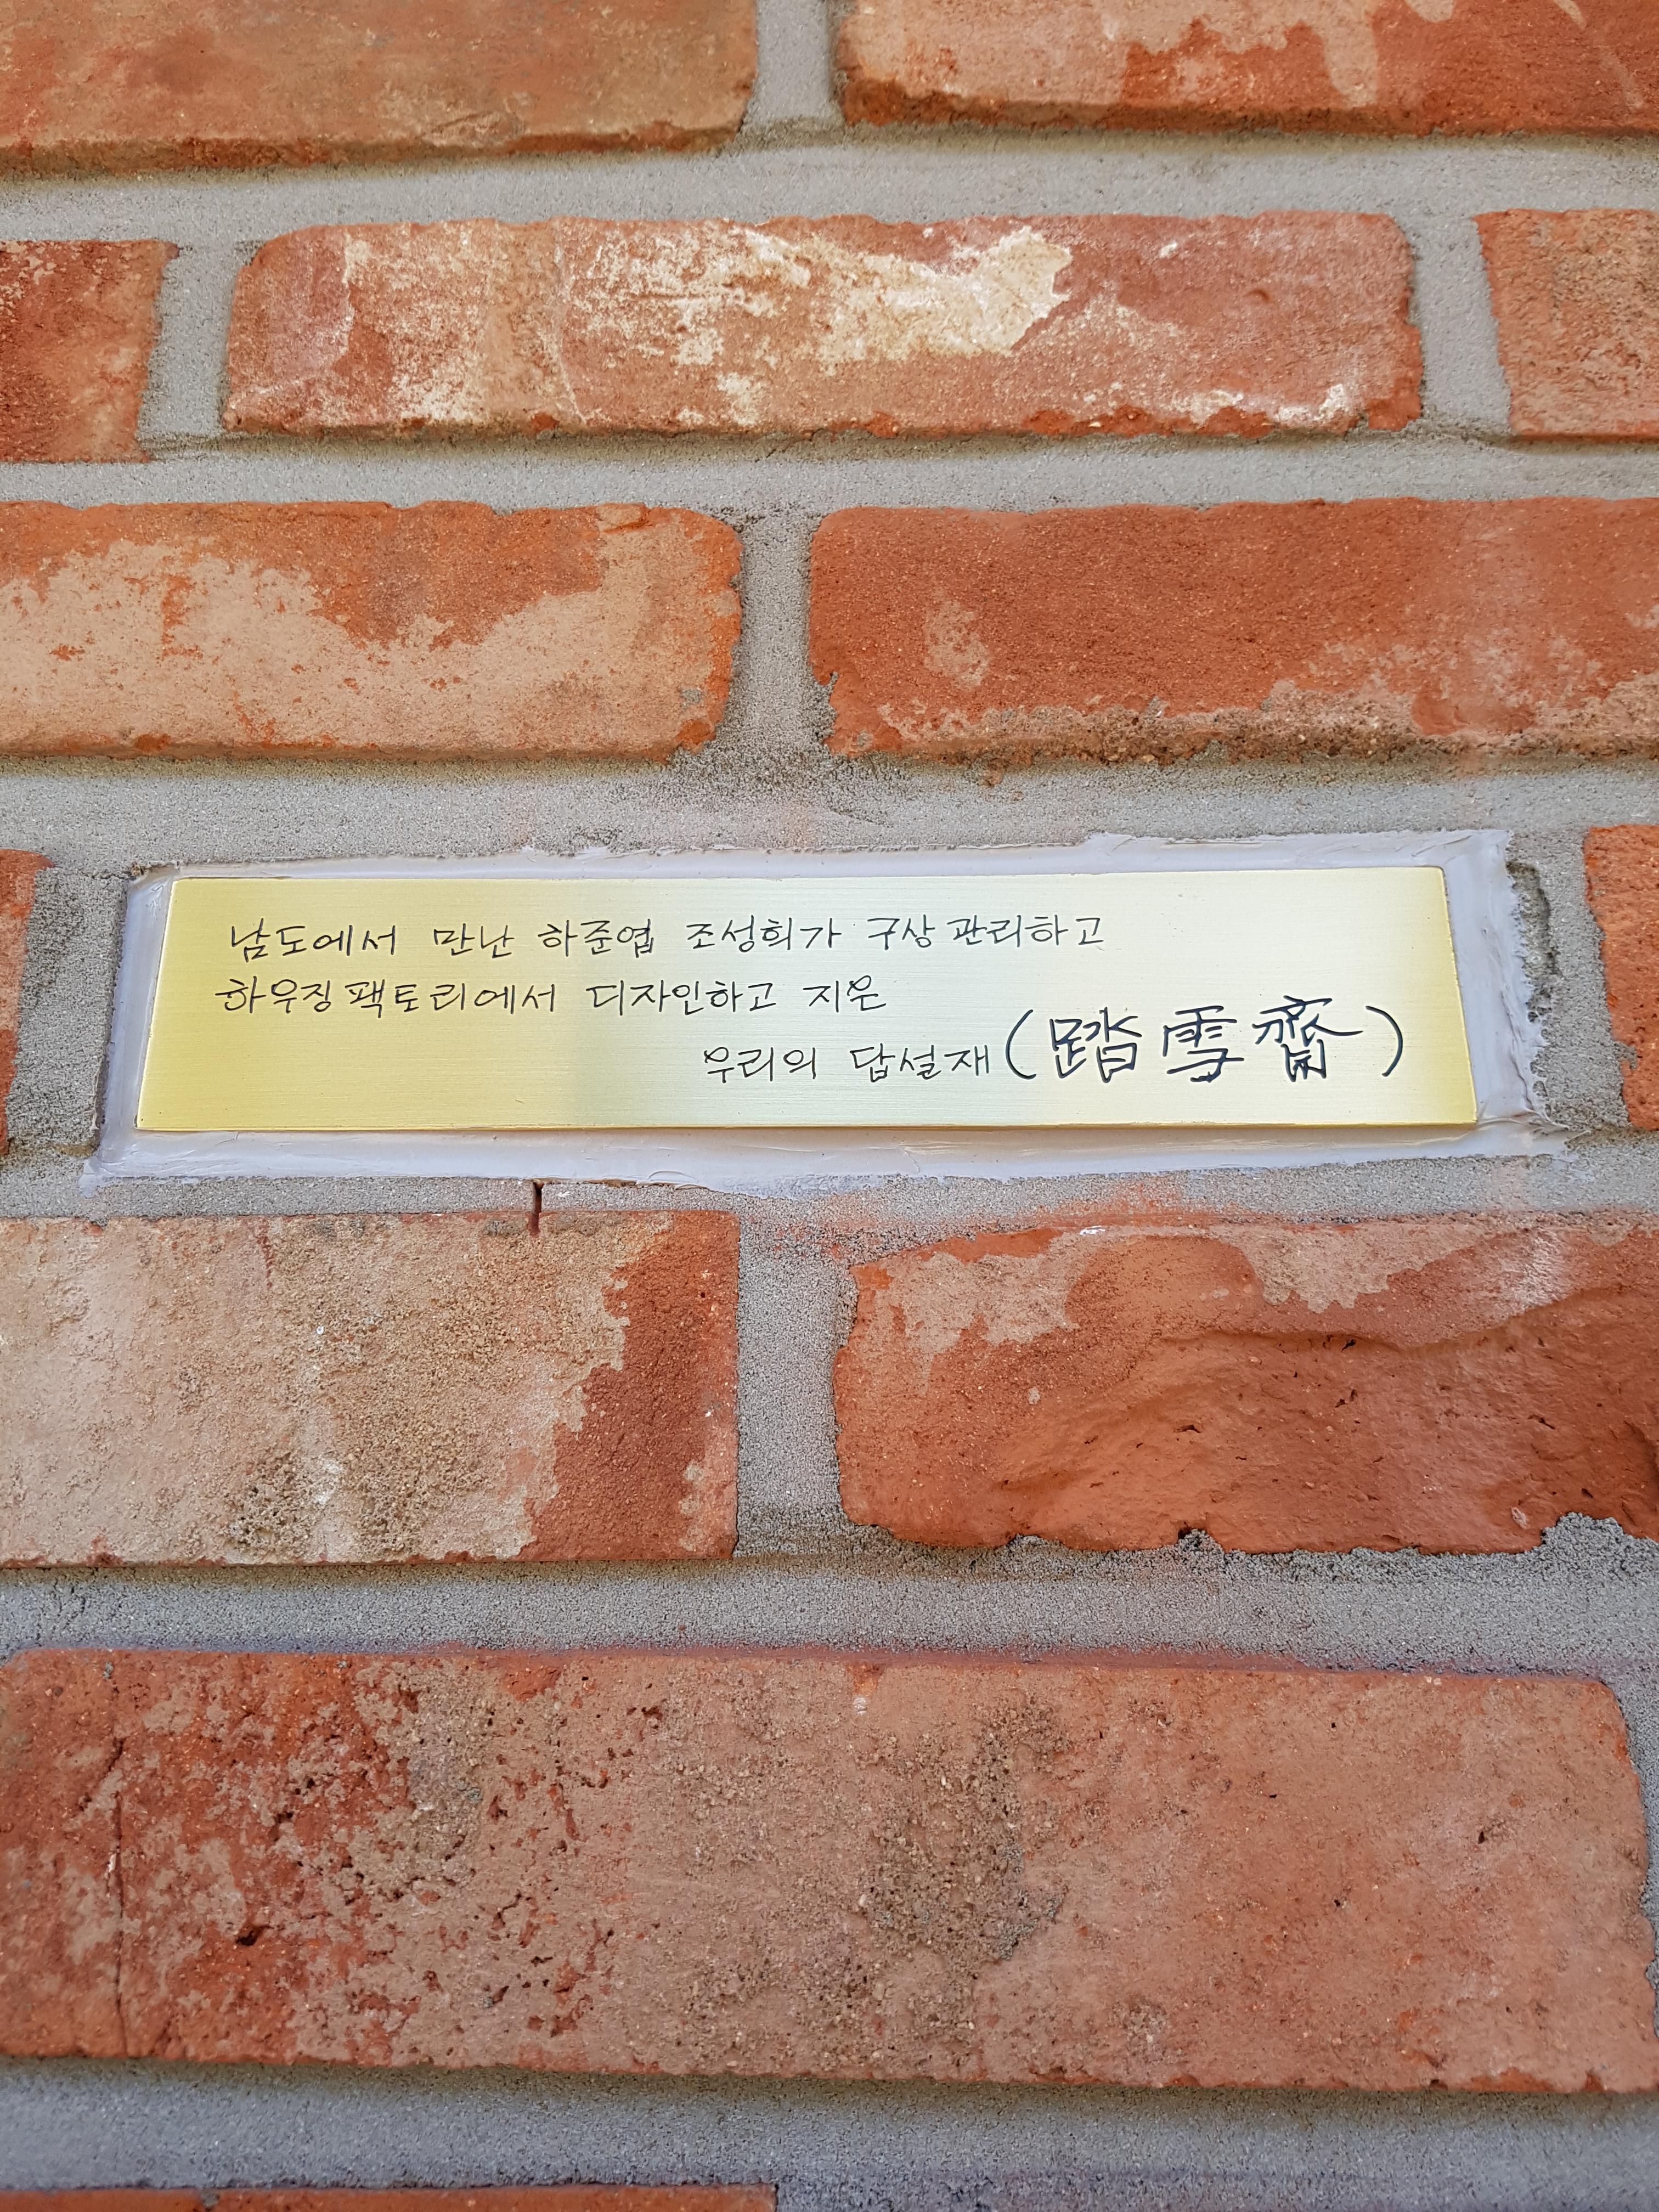 남도에서 만난 하준엽 조성희가 구상관리하고
하우징팩토리에서 디자인하고 지은
우리의 답설재(踏雪齋)